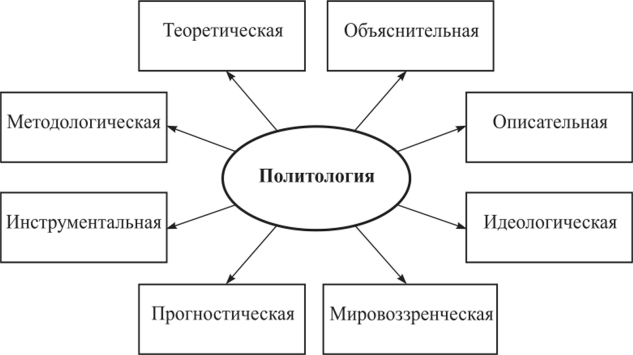 Теоретическая
Объяснительная
Методологическая
Описательная
Политология
Инструментальная
Идеологическая
Прогностическая
Мировоззренческая